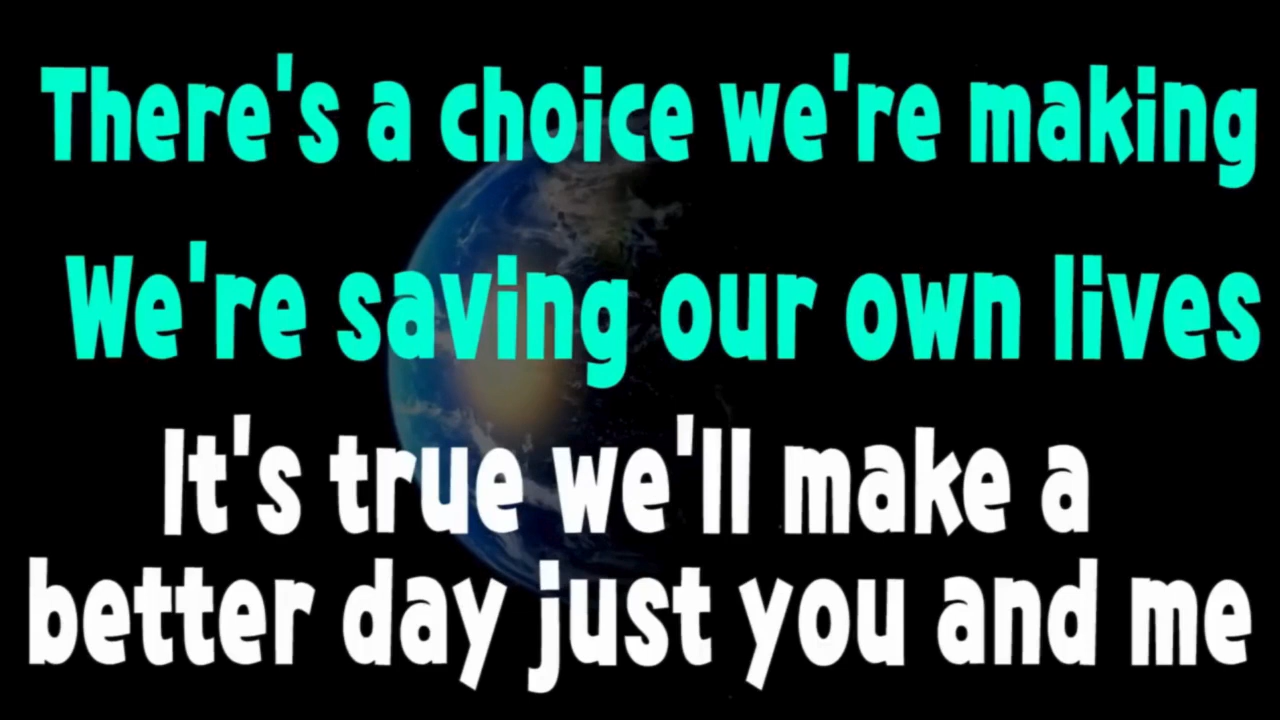 There's a choice we're making
We're saving our own lives
It's true we'll make a
better day just you and me